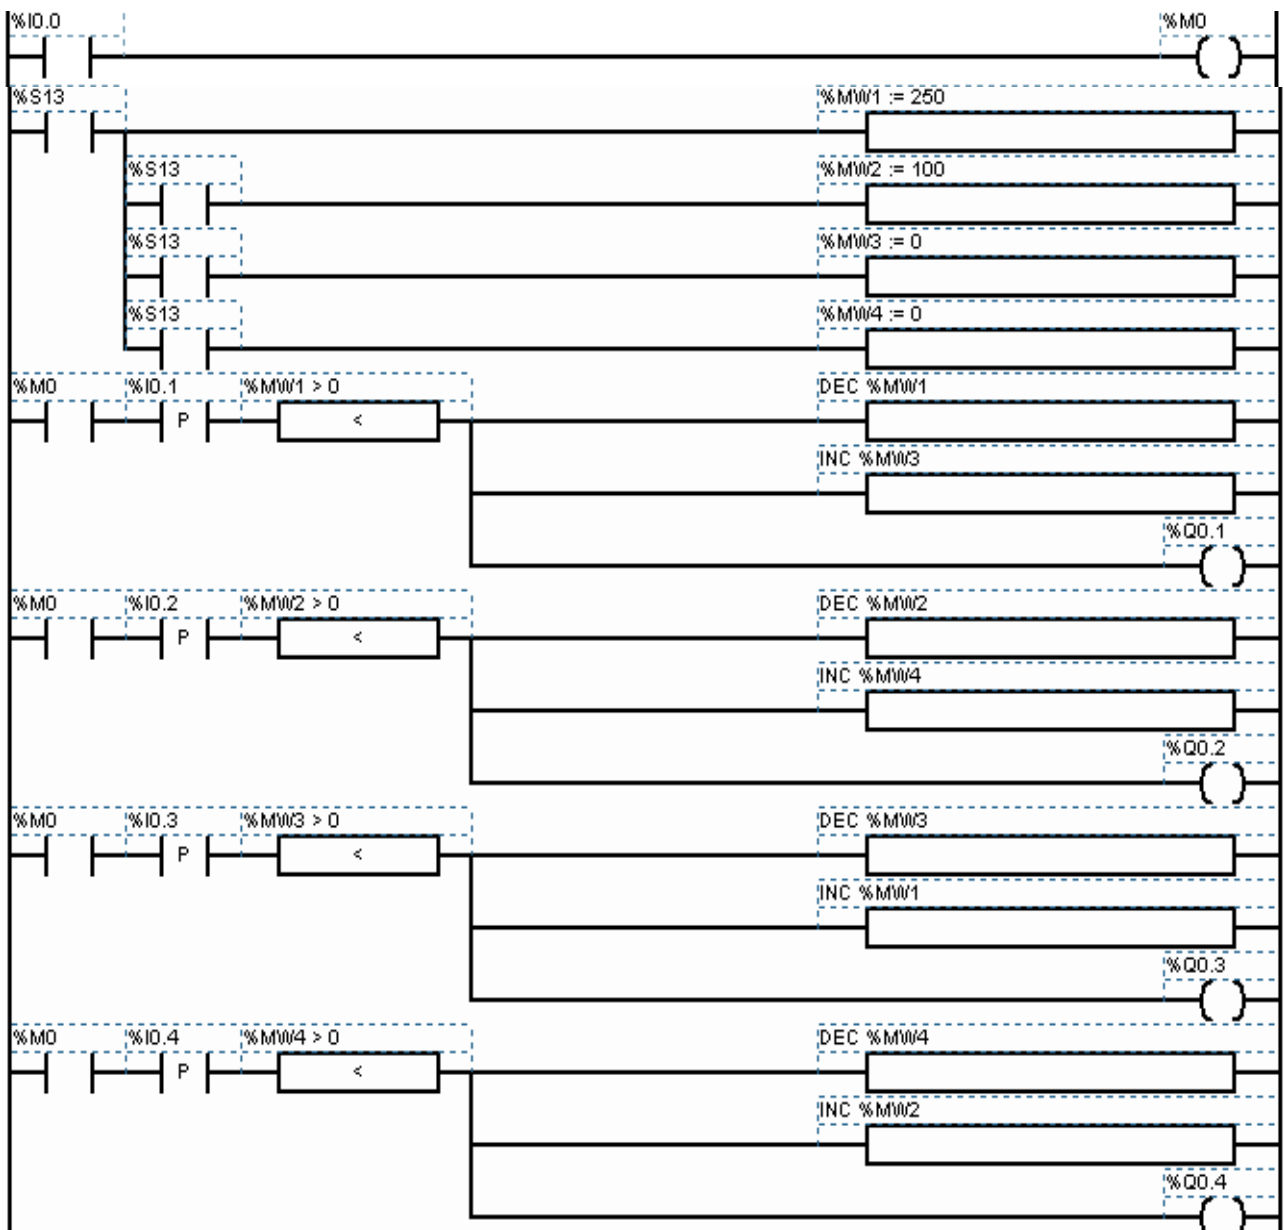 %I0.0 %M0
%S13 %MW1 := 250
%S13 %MW2 := 100
%S13 %MW3 := 0
%S13 %MW4 := 0
%M0 %I0.1 %MW1 > 0 DEC %MW1
P <
INC %MW3
%Q0.1
%M0 %I0.2 %MW2 > 0 DEC %MW2
P <
INC %MW4
%Q0.2
%M0 %I0.3 %MW3 > 0 DEC %MW3
P <
INC %MW1
%Q0.3
%M0 %I0.4 %MW4 > 0 DEC %MW4
P <
INC %MW2
%Q0.4